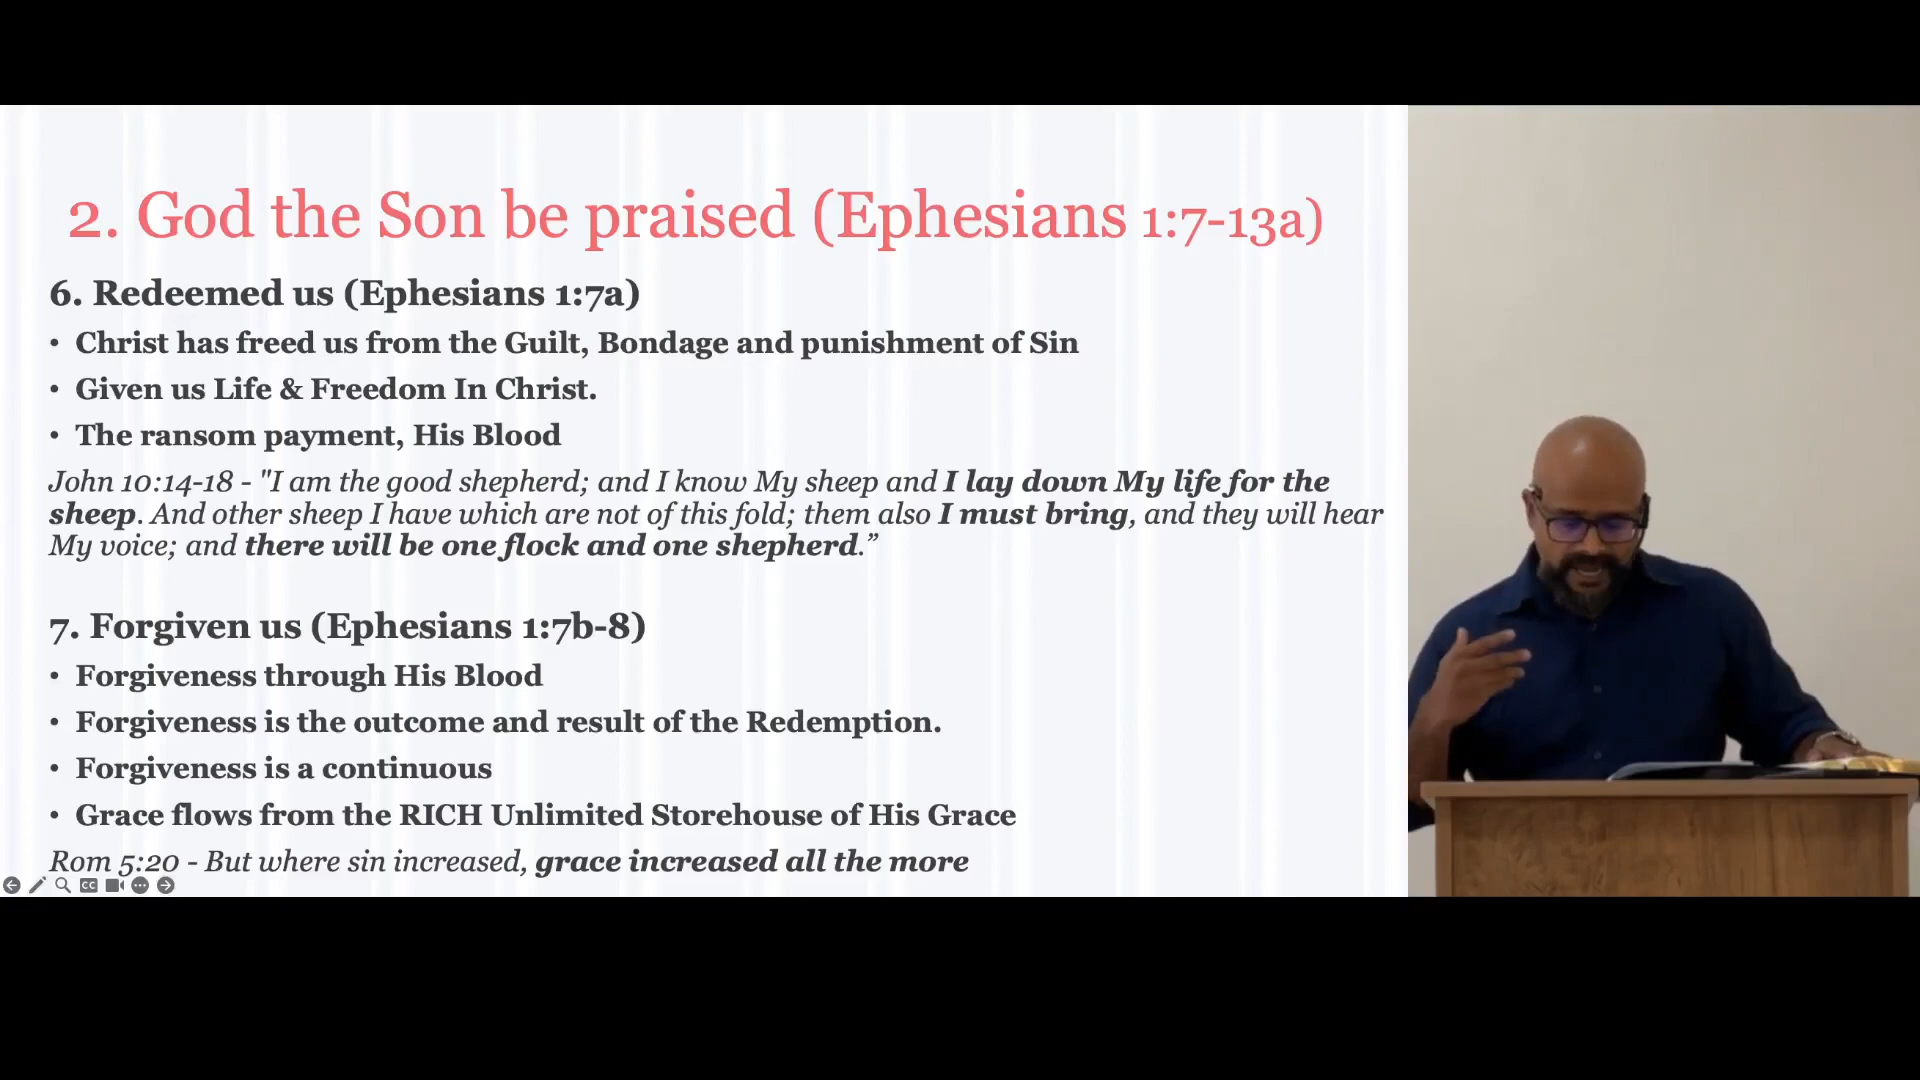 2. God the Son be praised (Ephesians 1:7-13a)
6. Redeemed us (Ephesians 1:7a)
• Christ has freed us from the Guilt, Bondage and punishment of Sin
• Given us Life & Freedom In Christ.
• The ransom payment, His Blood
John 10:14-18 - "I am the good shepherd; and I know My sheep and I lay down My life for the
sheep. And other sheep I have which are not of this fold; them also I must bring, and they will hear
My voice; and there will be one flock and one shepherd.”
7. Forgiven us (Ephesians 1:7b-8)
• Forgiveness through His Blood
• Forgiveness is the outcome and result of the Redemption.
• Forgiveness is a continuous
• Grace flows from the RICH Unlimited Storehouse of His Grace
Rom 5:20 - But where sin increased, grace increased all the more
CC